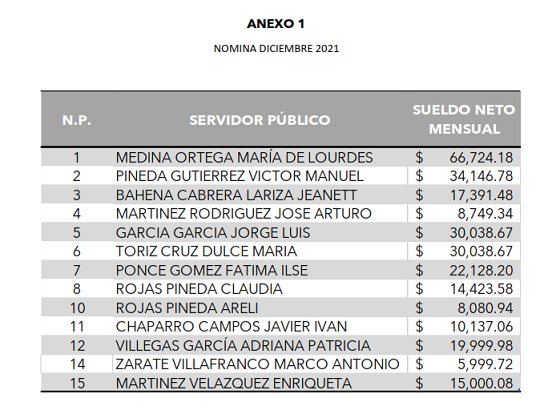 ANEXO 1
NOMINA DICIEMBRE 2021
N.P. SERVIDOR PÚBLICO SUELDO NETO MENSUAL
1 MEDINA ORTEGA MARÍA DE LOURDES $ 66,724.18
2 PINEDA GUTIERREZ VICTOR MANUEL $ 34,146.78
3 BAHENA CABRERA LARIZA JEANETT $ 17,391.48
4 MARTINEZ RODRIGUEZ JOSE ARTURO $ 8,749.34
5 GARCIA GARCIA JORGE LUIS $ 30,038.67
6 TORIZ CRUZ DULCE MARIA $ 30,038.67
7 PONCE GOMEZ FATIMA ILSE $ 22,128.20
8 ROJAS PINEDA CLAUDIA $ 14,423.58
10 ROJAS PINEDA ARELI $ 8,080.94
11 CHAPARRO CAMPOS JAVIER IVAN $ 10,137.06
12 VILLEGAS GARCÍA ADRIANA PATRICIA $ 19,999.98
14 ZARATE VILLAFRANCO MARCO ANTONIO $ 5,999.72
15 MARTINEZ VELAZQUEZ ENRIQUETA $ 15,000.08